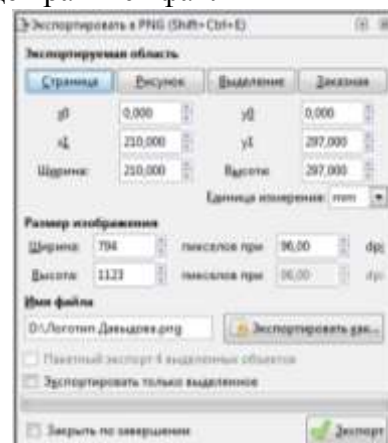 Экспортировать в PNG (Shift+Ctrl+E)
Экспортируемая область
Страница Рисунок Выделение Заказная
x0 0,000 y0 0,000
x1 210,000 y1 297,000
Ширина: 210,000 Высота: 297,000
Единица измерения: mm
Размер изображения
Ширина: 794 пикселов при 96,00 dpi
Высота: 1123 пикселов при 96,00 dpi
Имя файла
D:\Логотип Давыдова.png Экспортировать как...
Пакетный экспорт 4 выделенных объектов
Экспортировать только выделенное
Закрыть по завершении Экспорт